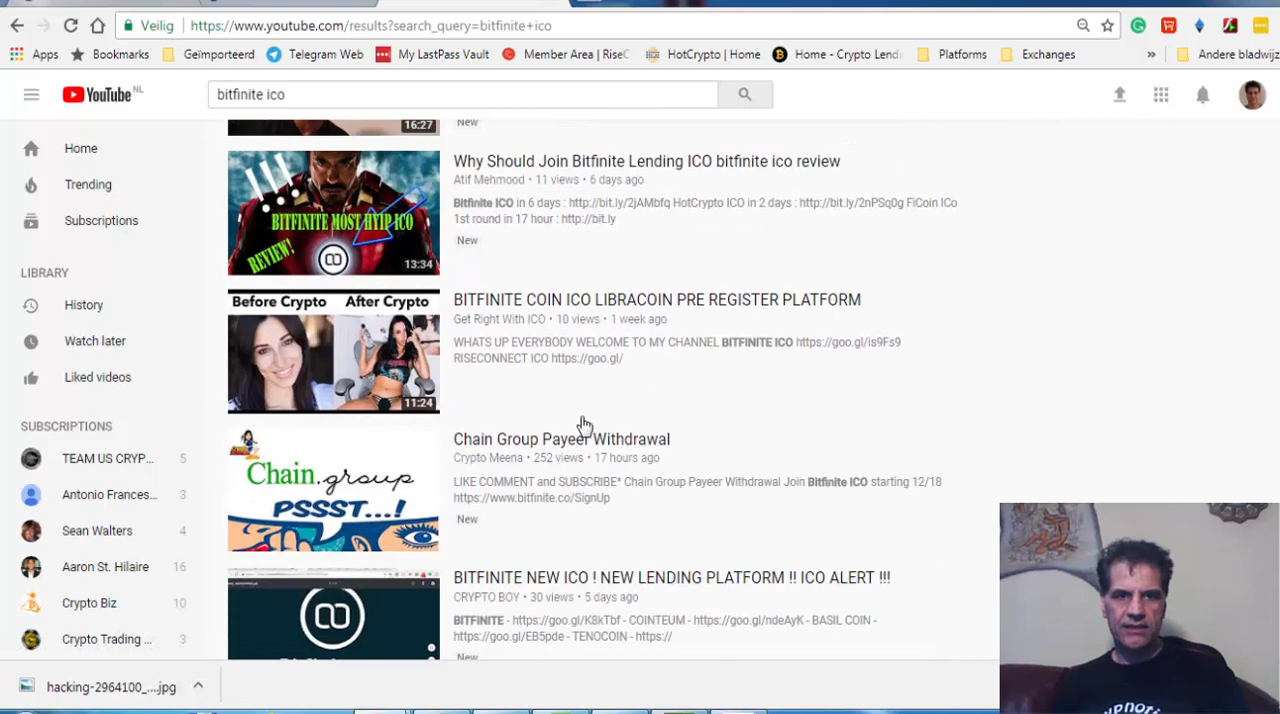 Veilig
https://www.youtube.com/results?search_query=bitfinite+ico
Apps
Bookmarks
Geïmporteerd
Telegram Web
My LastPass Vault
Member Area | RiseC
HotCrypto | Home
Home - Crypto Lend
Platforms
Exchanges
»
Andere bladwijz
YouTube NL
bitfinite ico
Home
Trending
Subscriptions
LIBRARY
History
Watch later
Liked videos
SUBSCRIPTIONS
TEAM US CRYP... 5
Antonio Frances... 3
Sean Walters 4
Aaron St. Hilaire 16
Crypto Biz 10
Crypto Trading ... 3
16:27
New
!!!
BITFINITE MOST HYIP ICO
REVIEW!
13:34
Why Should Join Bitfinite Lending ICO bitfinite ico review
Atif Mehmood • 11 views • 6 days ago
Bitfinite ICO in 6 days : http://bit.ly/2jAMbfq HotCrypto ICO in 2 days : http://bit.ly/2nPSq0g FiCoin ICo
1st round in 17 hour : http://bit.ly
New
Before Crypto After Crypto
11:24
BITFINITE COIN ICO LIBRACOIN PRE REGISTER PLATFORM
Get Right With ICO • 10 views • 1 week ago
WHATS UP EVERYBODY WELCOME TO MY CHANNEL BITFINITE ICO https://goo.gl/is9Fs9
RISECONNECT ICO https://goo.gl/
Chain.group
PSSST...!
Chain Group Payeer Withdrawal
Crypto Meena • 252 views • 17 hours ago
LIKE COMMENT and SUBSCRIBE* Chain Group Payeer Withdrawal Join Bitfinite ICO starting 12/18
https://www.bitfinite.co/SignUp
New
BITFINITE NEW ICO ! NEW LENDING PLATFORM !! ICO ALERT !!!
CRYPTO BOY • 30 views • 5 days ago
BITFINITE - https://goo.gl/K8kTbf - COINTEUM - https://goo.gl/ndeAyK - BASIL COIN -
https://goo.gl/EB5pde - TENOCOIN - https://
New
hacking-2964100_....jpg